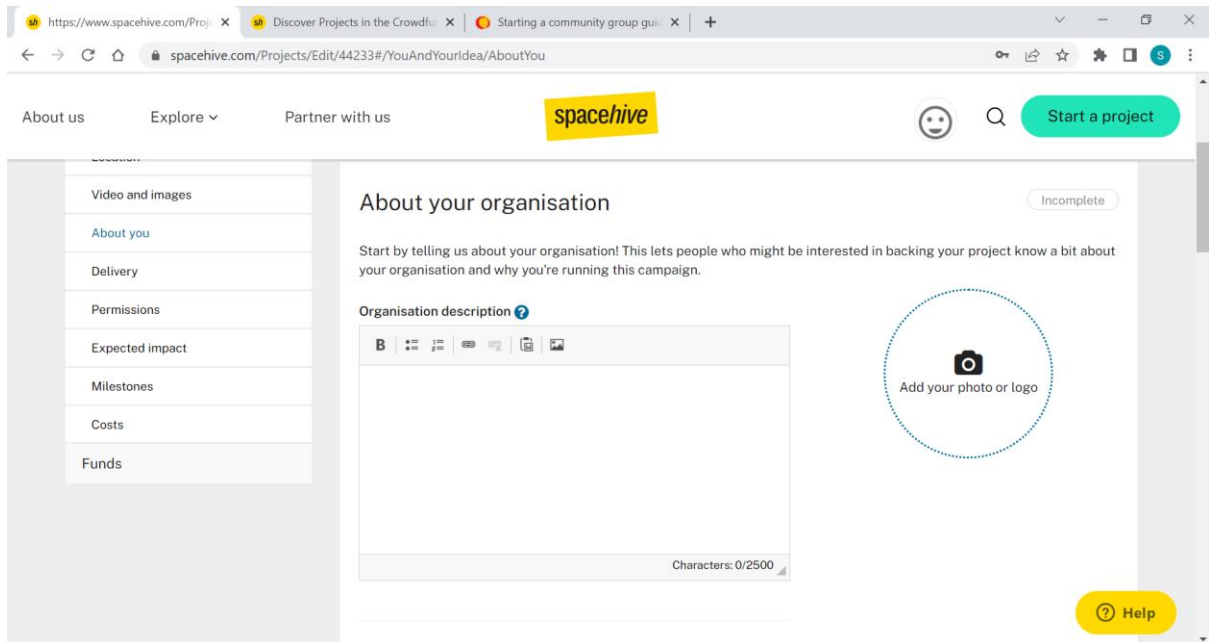 https://www.spacehive.com/Proje
Discover Projects in the Crowdfu
Starting a community group guid
spacehive.com/Projects/Edit/44233#/YouAndYourIdea/AboutYou
S
About us
Explore
Partner with us
spacehive
Start a project
Location
Video and images
About you
Delivery
Permissions
Expected impact
Milestones
Costs
Funds
About your organisation
Incomplete
Start by telling us about your organisation! This lets people who might be interested in backing your project know a bit about
your organisation and why you're running this campaign.
Organisation description
B
Characters: 0/2500
Add your photo or logo
Help